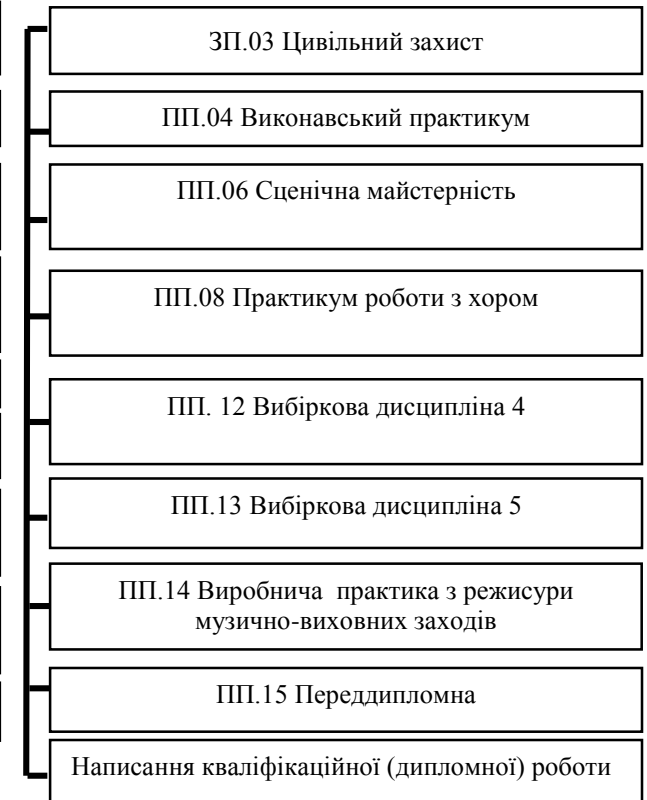 ЗП.03 Цивільний захист
ПП.04 Виконавський практикум
ПП.06 Сценічна майстерність
ПП.08 Практикум роботи з хором
ПП. 12 Вибіркова дисципліна 4
ПП.13 Вибіркова дисципліна 5
ПП.14 Виробнича практика з режисури
музично-виховних заходів
ПП.15 Переддипломна
Написання кваліфікаційної (дипломної) роботи